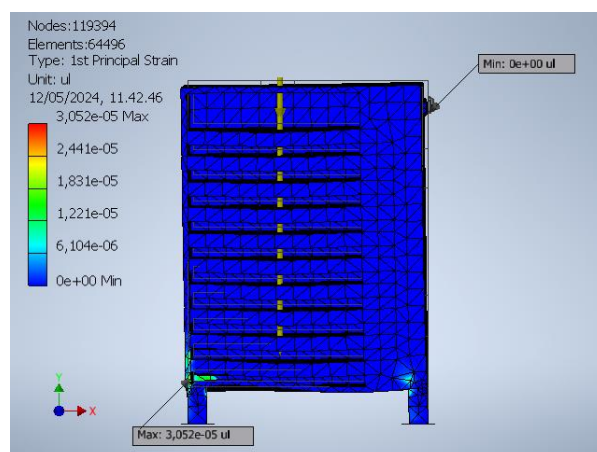 Nodes:119394
Elements:64496
Type: 1st Principal Strain
Unit: ul
12/05/2024, 11.42.46
3,052e-05 Max
2,441e-05
1,831e-05
1,221e-05
6,104e-06
0e+00 Min
Min: 0e+00 ul
Y
X
Max: 3,052e-05 ul